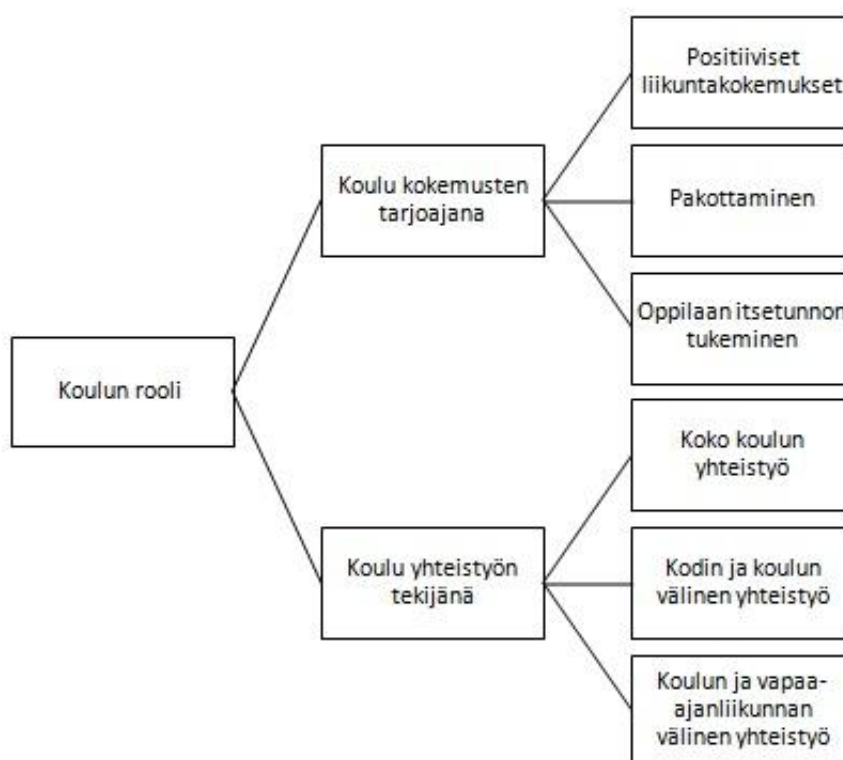 Positiiviset
liikuntakokemukset
Koulu kokemusten
tarjoajana
Pakottaminen
Oppilaan itsetunnon
tukeminen
Koulun rooli
Koko koulun
yhteistyö
Koulu yhteistyön
tekijänä
Kodin ja koulun
välinen yhteistyö
Koulun ja vapaa-
ajanliikunnan
välinen yhteistyö